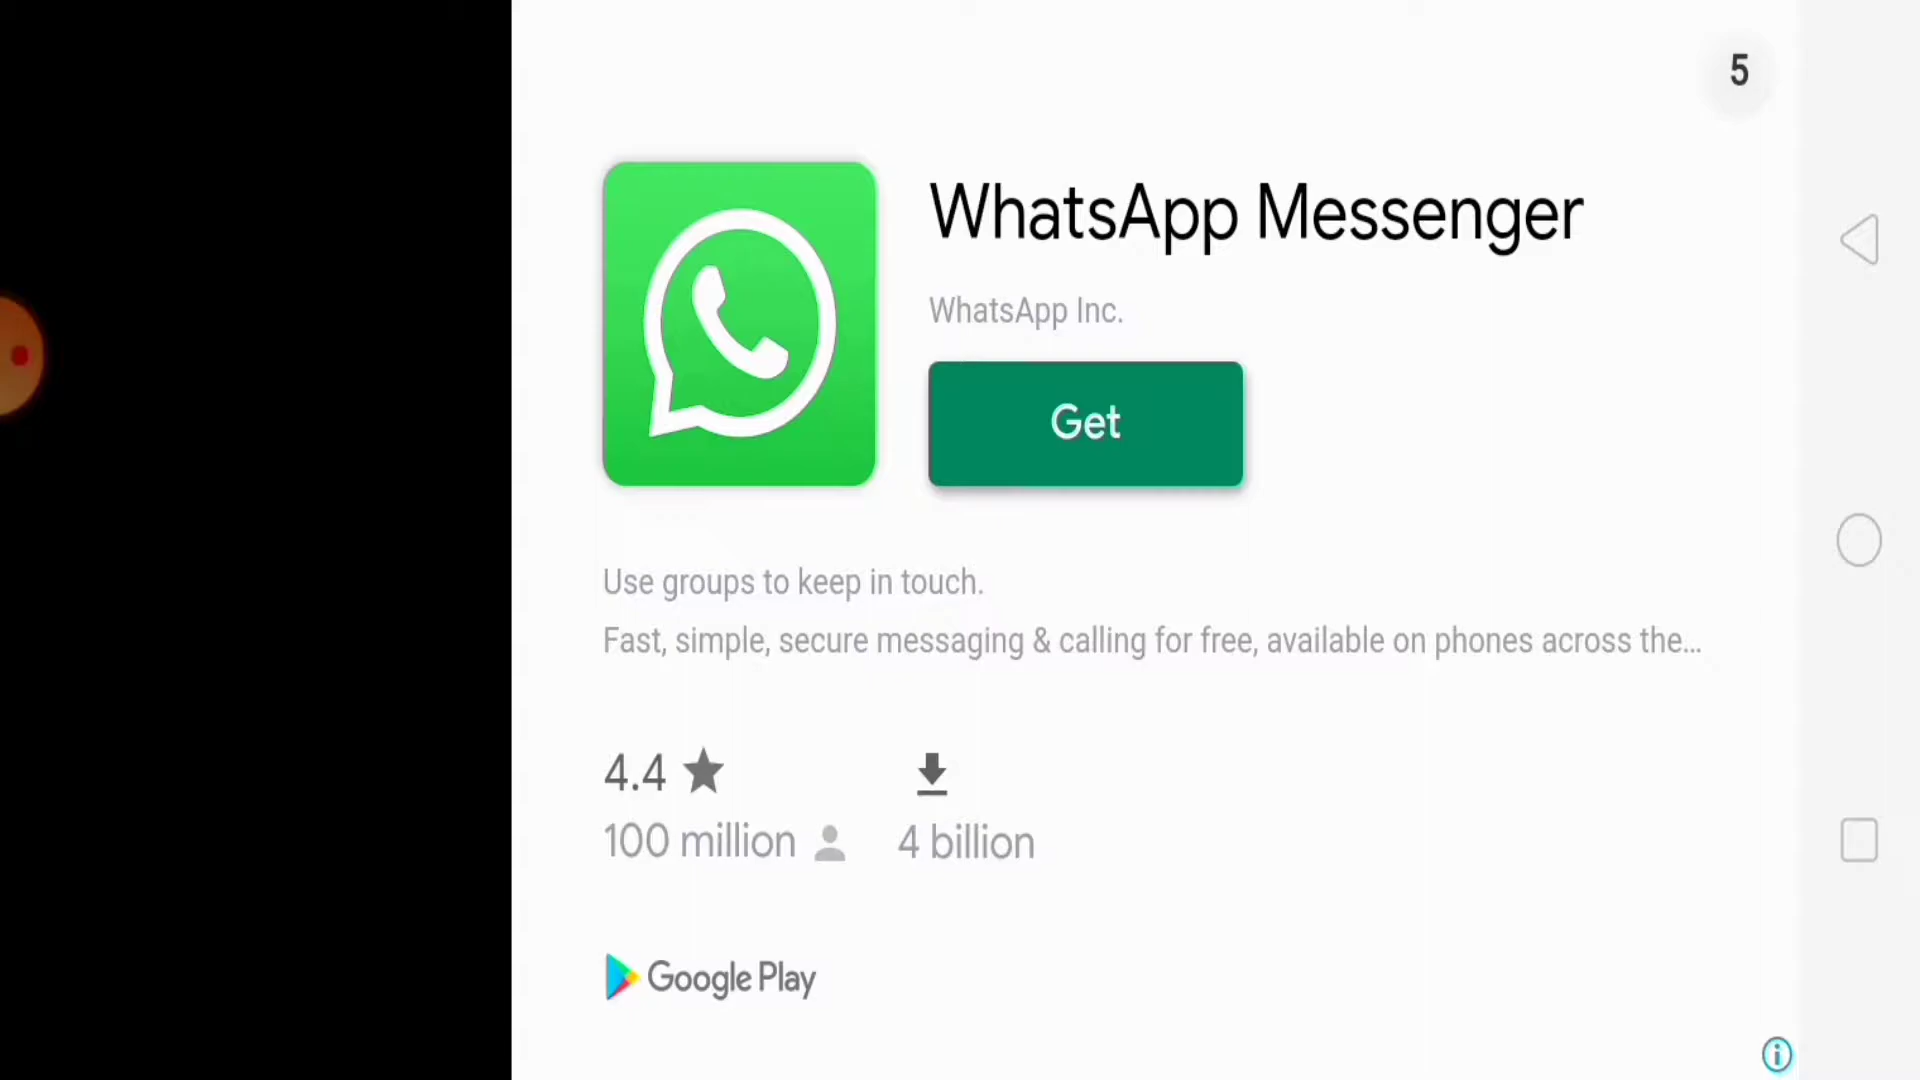 5
WhatsApp Messenger
WhatsApp Inc.
Get
Use groups to keep in touch.
Fast, simple, secure messaging & calling for free, available on phones across the...
4.4
100 million
4 billion
Google Play